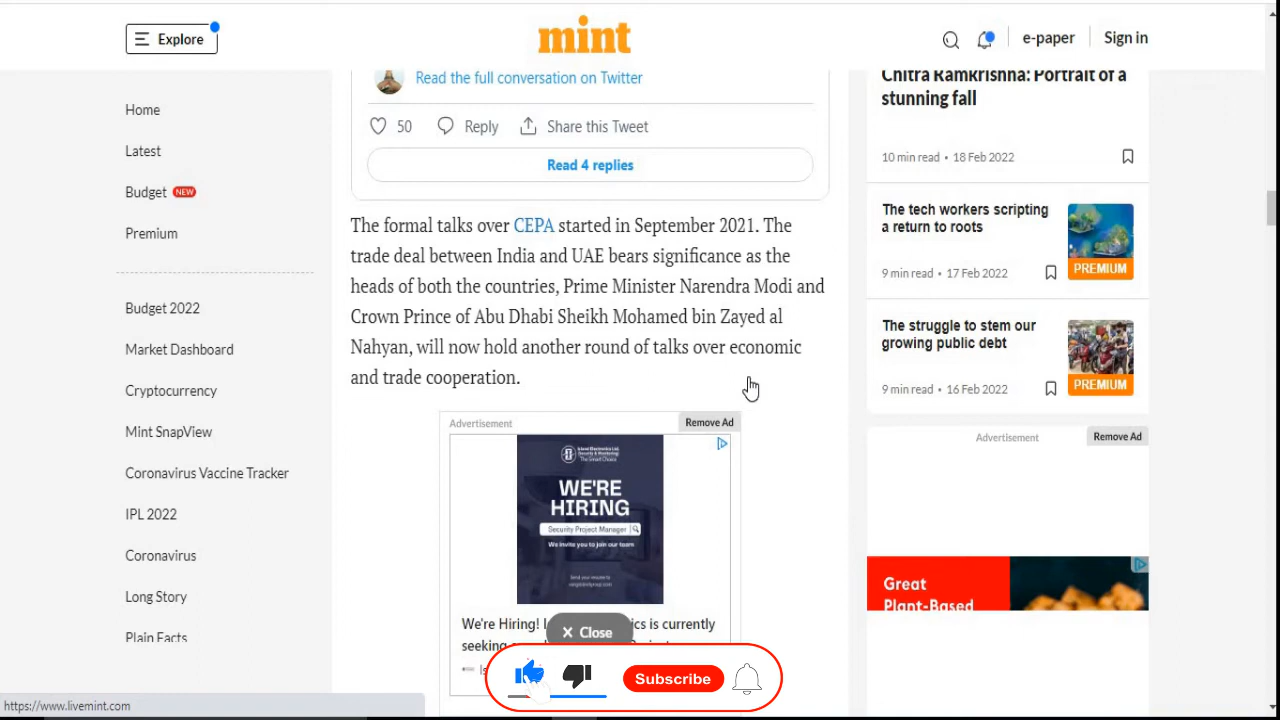 Explore
mint
e-paper
Sign in
Home
Latest
Budget NEW
Premium
Budget 2022
Market Dashboard
Cryptocurrency
Mint SnapView
Coronavirus Vaccine Tracker
IPL 2022
Coronavirus
Long Story
Plain Facts
https://www.livemint.com
Read the full conversation on Twitter
50 Reply Share this Tweet
Read 4 replies
The formal talks over CEPA started in September 2021. The
trade deal between India and UAE bears significance as the
heads of both the countries, Prime Minister Narendra Modi and
Crown Prince of Abu Dhabi Sheikh Mohamed bin Zayed al
Nahyan, will now hold another round of talks over economic
and trade cooperation.
Advertisement
Remove Ad
WE'RE
HIRING
Security Project Manager
We invite you to join our team
We're Hiring! ics is currently
seeking
X Close
Subscribe
Chitra Ramkrishna: Portrait of a
stunning fall
10 min read • 18 Feb 2022
The tech workers scripting
a return to roots
9 min read • 17 Feb 2022
PREMIUM
The struggle to stem our
growing public debt
9 min read • 16 Feb 2022
PREMIUM
Advertisement
Remove Ad
Great
Plant-Based